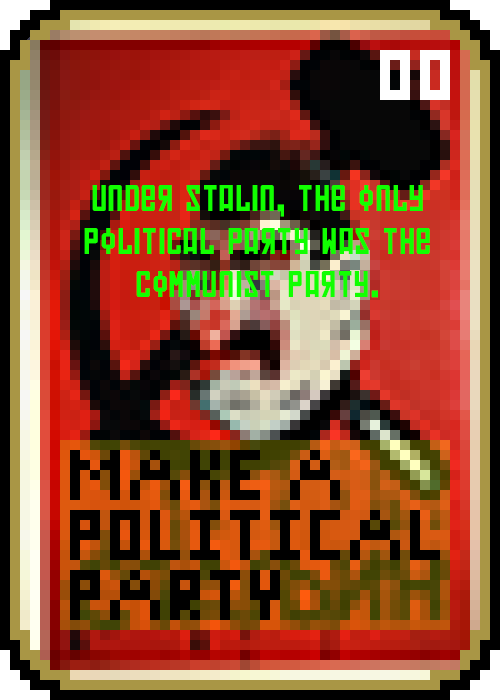 00
UNDER STALIN, THE ONLY
POLITICAL PARTY WAS THE
COMMUNIST PARTY.
MAKE A
POLITICAL
PARTY